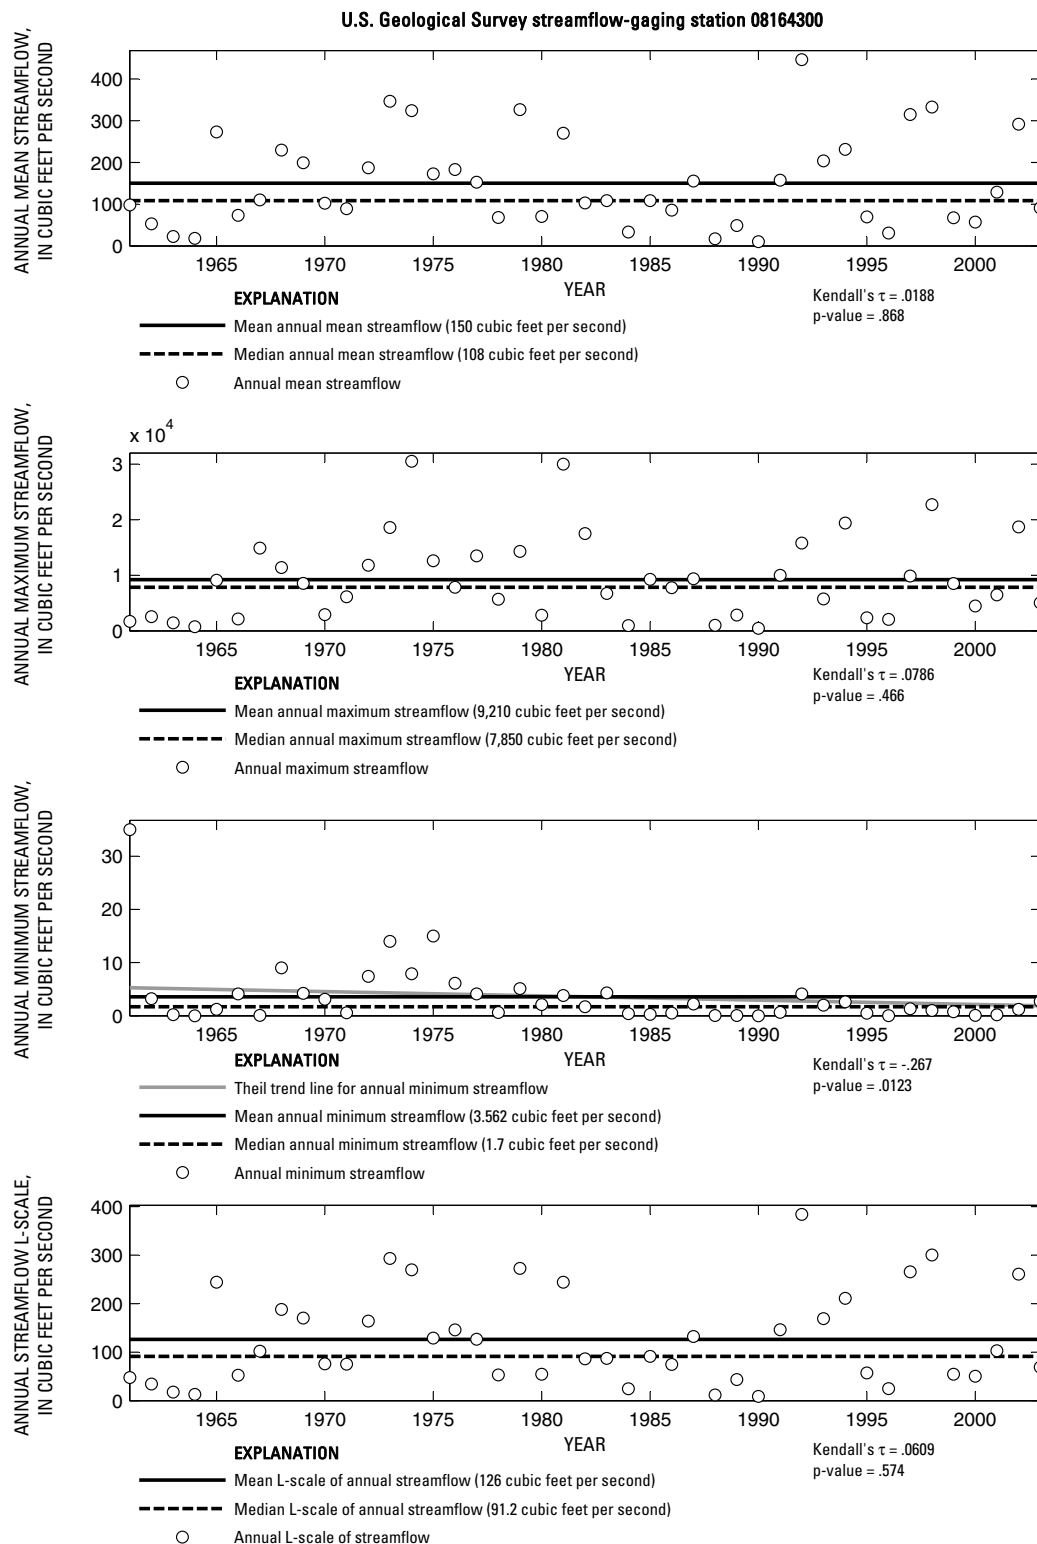 U.S. Geological Survey streamflow-gaging station 08164300
ANNUAL MEAN STREAMFLOW,
IN CUBIC FEET PER SECOND
400
300
200
100
0
1965 1970 1975 1980 1985 1990 1995 2000
YEAR
Kendall's τ = .0188
p-value = .868
EXPLANATION
Mean annual mean streamflow (150 cubic feet per second)
Median annual mean streamflow (108 cubic feet per second)
Annual mean streamflow
ANNUAL MAXIMUM STREAMFLOW,
IN CUBIC FEET PER SECOND
x 10^4
3
2
1
0
1965 1970 1975 1980 1985 1990 1995 2000
YEAR
Kendall's τ = .0786
p-value = .466
EXPLANATION
Mean annual maximum streamflow (9,210 cubic feet per second)
Median annual maximum streamflow (7,850 cubic feet per second)
Annual maximum streamflow
ANNUAL MINIMUM STREAMFLOW,
IN CUBIC FEET PER SECOND
30
20
10
0
1965 1970 1975 1980 1985 1990 1995 2000
YEAR
Kendall's τ = -.267
p-value = .0123
EXPLANATION
Theil trend line for annual minimum streamflow
Mean annual minimum streamflow (3.562 cubic feet per second)
Median annual minimum streamflow (1.7 cubic feet per second)
Annual minimum streamflow
ANNUAL STREAMFLOW L-SCALE,
IN CUBIC FEET PER SECOND
400
300
200
100
0
1965 1970 1975 1980 1985 1990 1995 2000
YEAR
Kendall's τ = .0609
p-value = .574
EXPLANATION
Mean L-scale of annual streamflow (126 cubic feet per second)
Median L-scale of annual streamflow (91.2 cubic feet per second)
Annual L-scale of streamflow